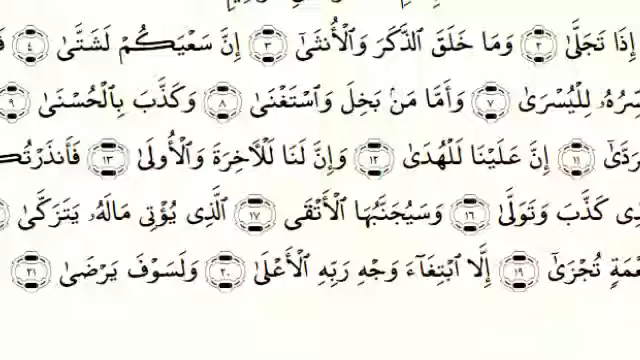 إِذَا تَجَلَّىٰ ٢ وَمَا خَلَقَ ٱلذَّكَرَ وَٱلْأُنثَىٰٓ ٣ إِنَّ سَعْيَكُمْ لَشَتَّىٰ ٤
لِلْيُسْرَىٰ ٧ وَأَمَّا مَنۢ بَخِلَ وَٱسْتَغْنَىٰ ٨ وَكَذَّبَ بِٱلْحُسْنَىٰ ٩
١١ إِنَّ عَلَيْنَا لَلْهُدَىٰ ١٢ وَإِنَّ لَنَا لَلْأٓخِرَةَ وَٱلْأُولَىٰ ١٣
كَذَّبَ وَتَوَلَّىٰ ١٦ وَسَيُجَنَّبُهَا ٱلْأَتْقَى ١٧ ٱلَّذِى يُؤْتِى مَالَهُۥ يَتَزَكَّىٰ
تُجْزَىٰٓ ١٩ إِلَّا ٱبْتِغَآءَ وَجْهِ رَبِّهِ ٱلْأَعْلَىٰ ٢٠ وَلَسَوْفَ يَرْضَىٰ ٢١